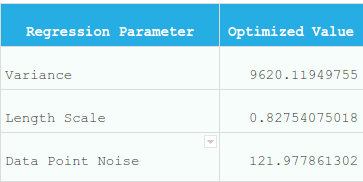 Regression Parameter Optimized Value
Variance 9620.11949755
Length Scale 0.82754075018
Data Point Noise 121.977861302